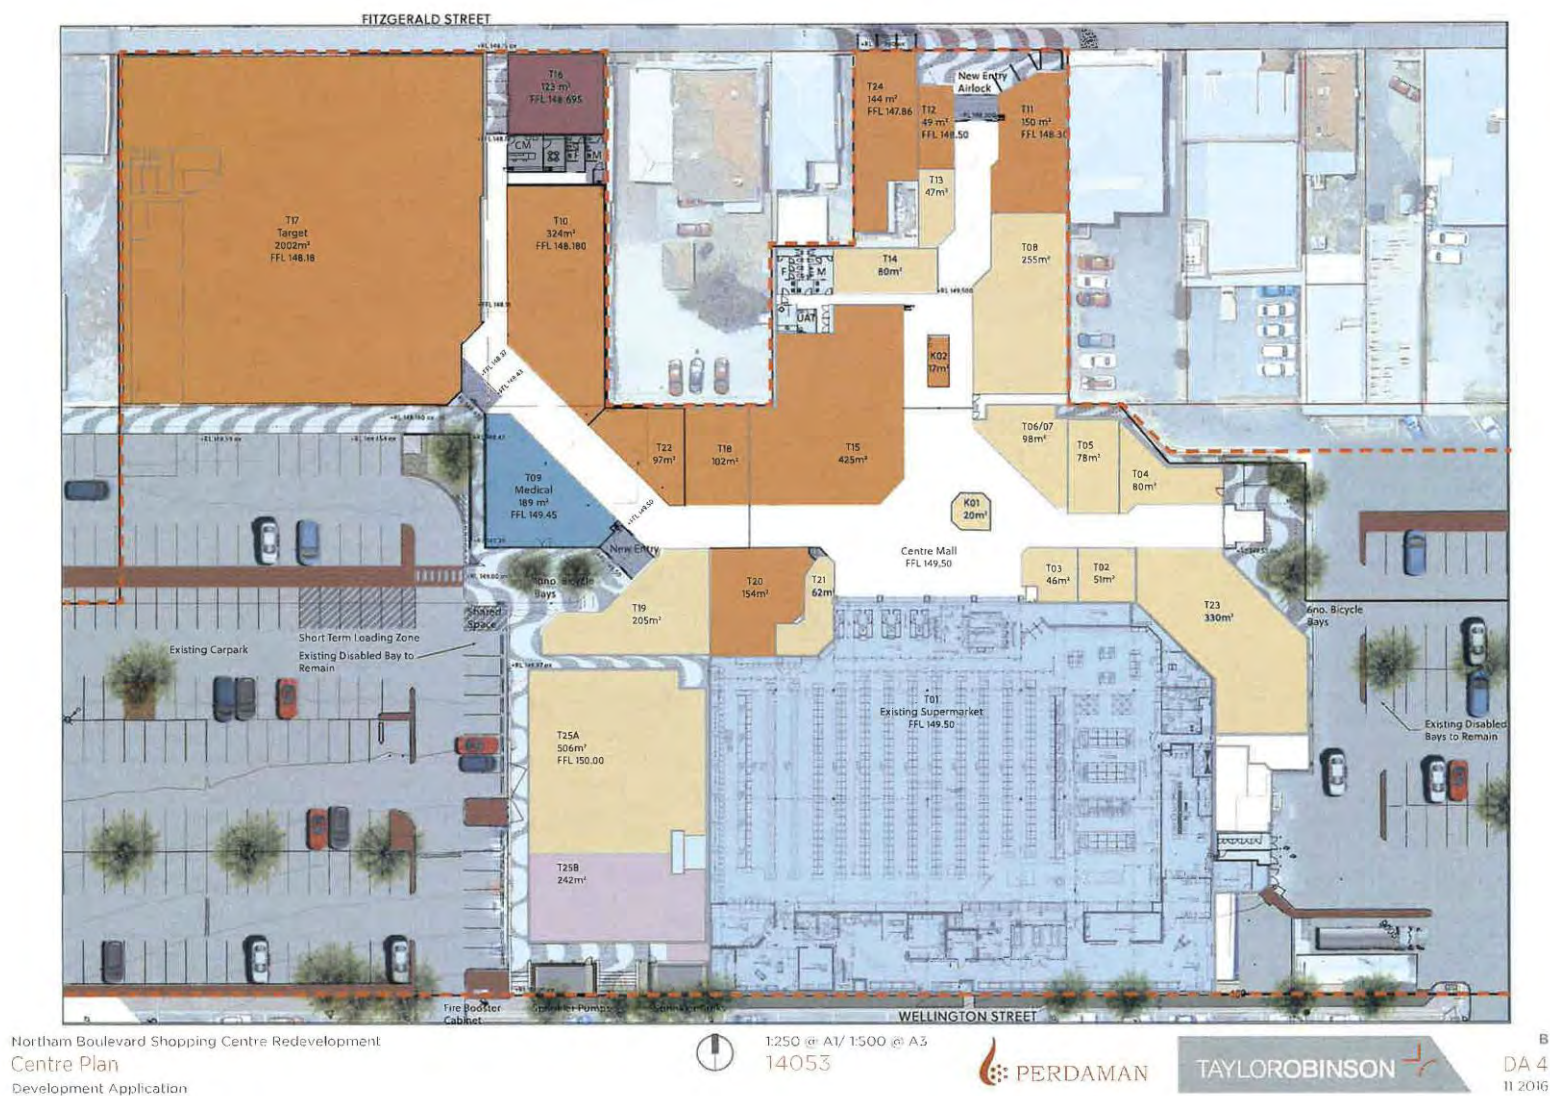 FITZGERALD STREET
T17
Target
2002m²
FFL 148.18
T16
123 m²
FFL 148.695
CM
M
T10
324m²
FFL 148.180
T24
144 m²
FFL 147.86
New Entry
Airlock
T12
49 m²
FFL 148.50
T11
150 m²
FFL 148.30
T13
47m²
T08
255m²
T14
80m²
F
M
UAT
K02
17m²
T22
97m²
T18
102m²
T15
425m²
T06/07
98m²
T05
78m²
T04
80m²
T09
Medical
189 m²
FFL 149.45
K01
20m²
New Entry
Centre Mall
FFL 149.50
Bicycle
Bays
T19
205m²
T20
154m²
T21
62m²
T03
46m²
T02
51m²
T23
330m²
6no. Bicycle
Bays
Shared
Space
Short Term Loading Zone
Existing Carpark
Existing Disabled Bay to
Remain
T01
Existing Supermarket
FFL 149.50
Existing Disabled
Bays to Remain
T25A
506m²
FFL 150.00
T25B
242m²
Fire Booster
Cabinet
Sprinkler Pumps
WELLINGTON STREET
Northam Boulevard Shopping Centre Redevelopment
Centre Plan
Development Application
1:250 @ A1/ 1:500 @ A3
14053
PERDAMAN
TAYLOROBINSON
B
DA 4
11 2016